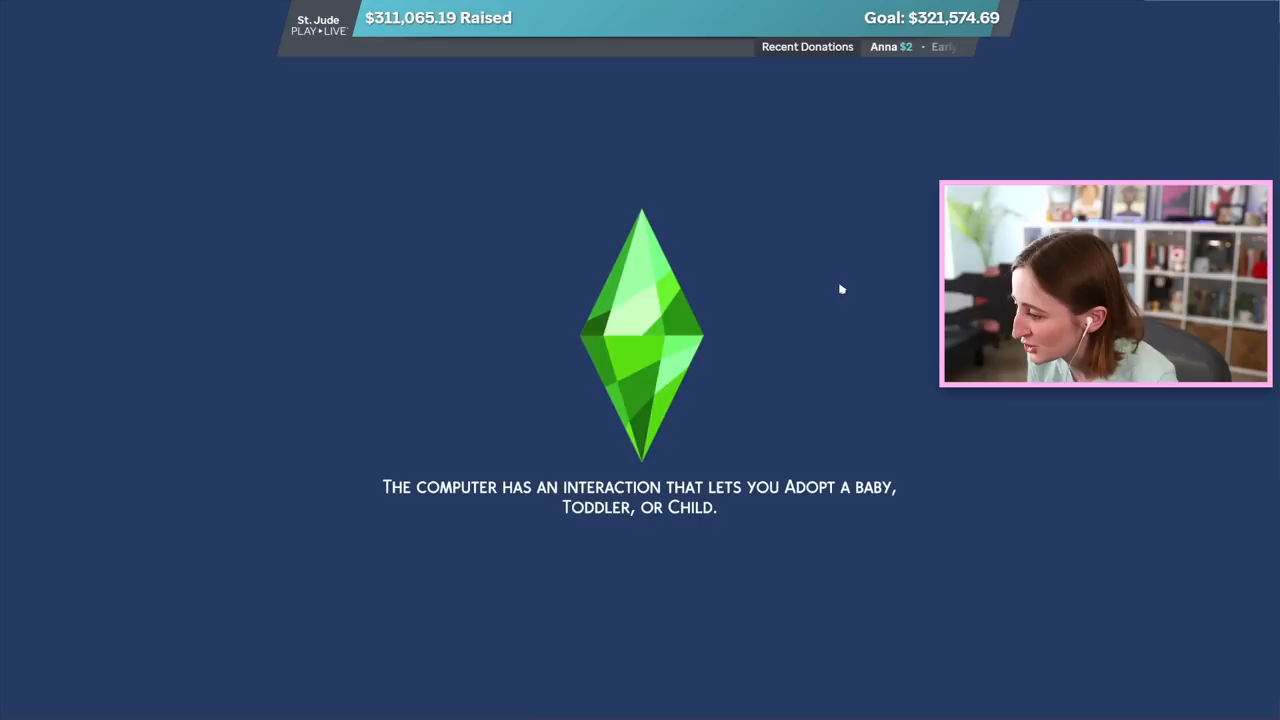 St. Jude
PLAY LIVE
$311,065.19 Raised
Goal: $321,574.69
Recent Donations
Anna $2 · Early
The computer has an interaction that lets you Adopt a baby,
Toddler, or Child.